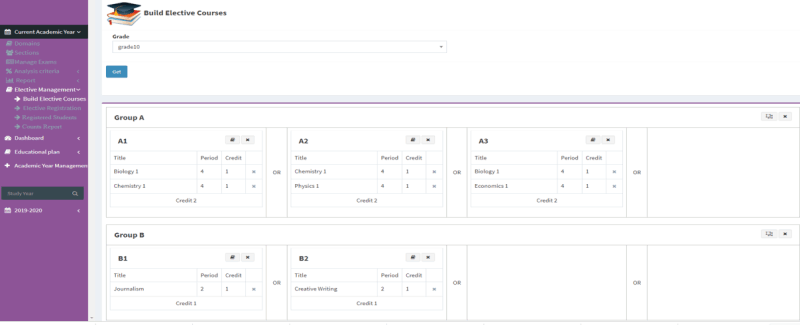 Build Elective Courses
Grade
grade10
Get
Current Academic Year
Domains
Sections
Manage Exams
Analysis criteria
Report
Elective Management
Build Elective Courses
Elective Registration
Dashboard
Educational plan
Academic Year Managemen
Study Year
2019-2020
Group A
A1
Title Period Credit
Biology 1 4 1 ×
Chemistry 1 4 1 ×
Credit 2
OR
A2
Title Period Credit
Chemistry 1 4 1 ×
Physics 1 4 1 ×
Credit 2
OR
A3
Title Period Credit
Biology 1 4 1 ×
Economics 1 4 1 ×
Credit 2
OR
Group B
B1
Title Period Credit
Journalism 2 1 ×
Credit 1
OR
B2
Title Period Credit
Creative Writing 2 1 ×
Credit 1
OR
OR